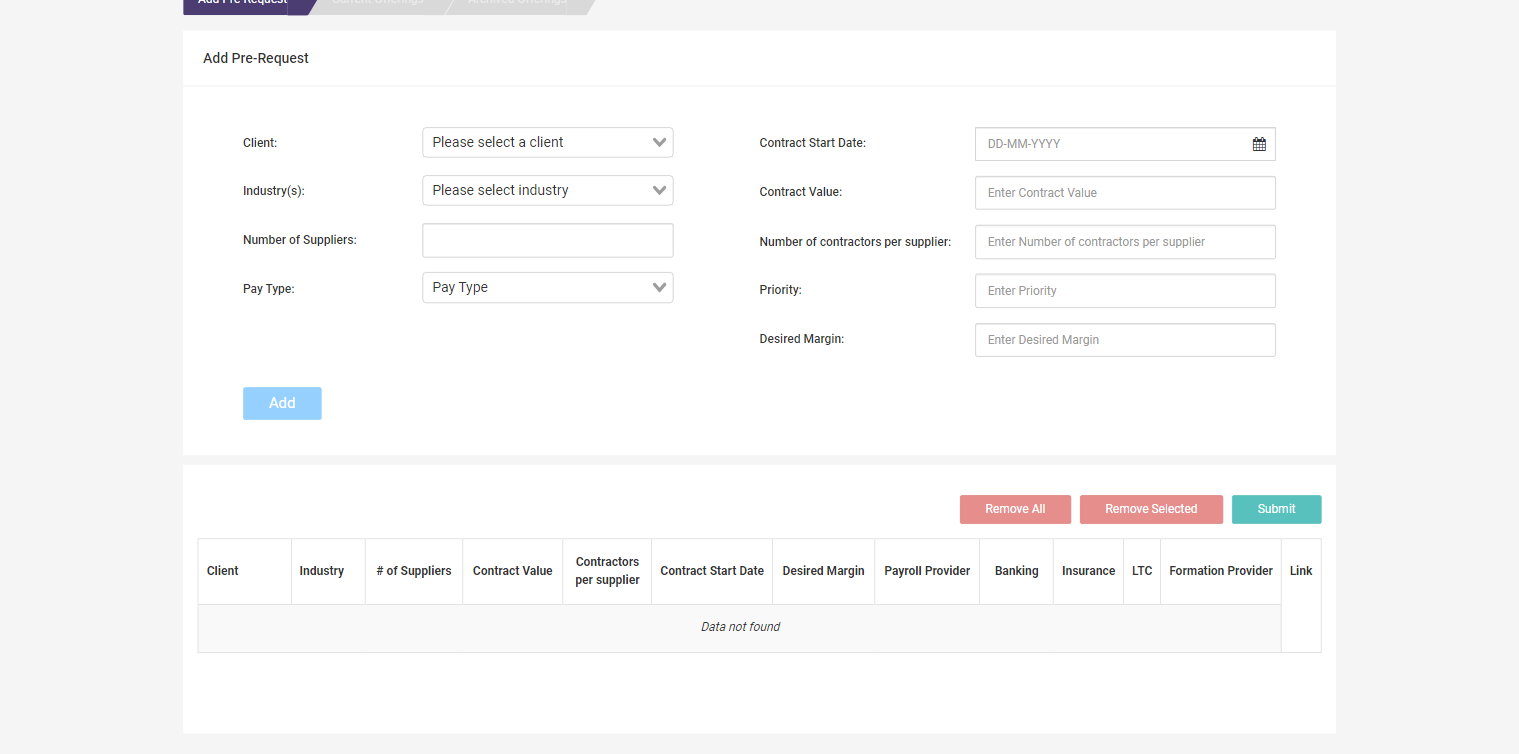 Add Pre-Request Current Offerings Archived Offerings
Add Pre-Request
Client: Please select a client Contract Start Date: DD-MM-YYYY
Industry(s): Please select industry Contract Value: Enter Contract Value
Number of Suppliers: Number of contractors per supplier: Enter Number of contractors per supplier
Pay Type: Pay Type Priority: Enter Priority
Desired Margin: Enter Desired Margin
Add
Remove All Remove Selected Submit
Client Industry # of Suppliers Contract Value Contractors per supplier Contract Start Date Desired Margin Payroll Provider Banking Insurance LTC Formation Provider Link
Data not found